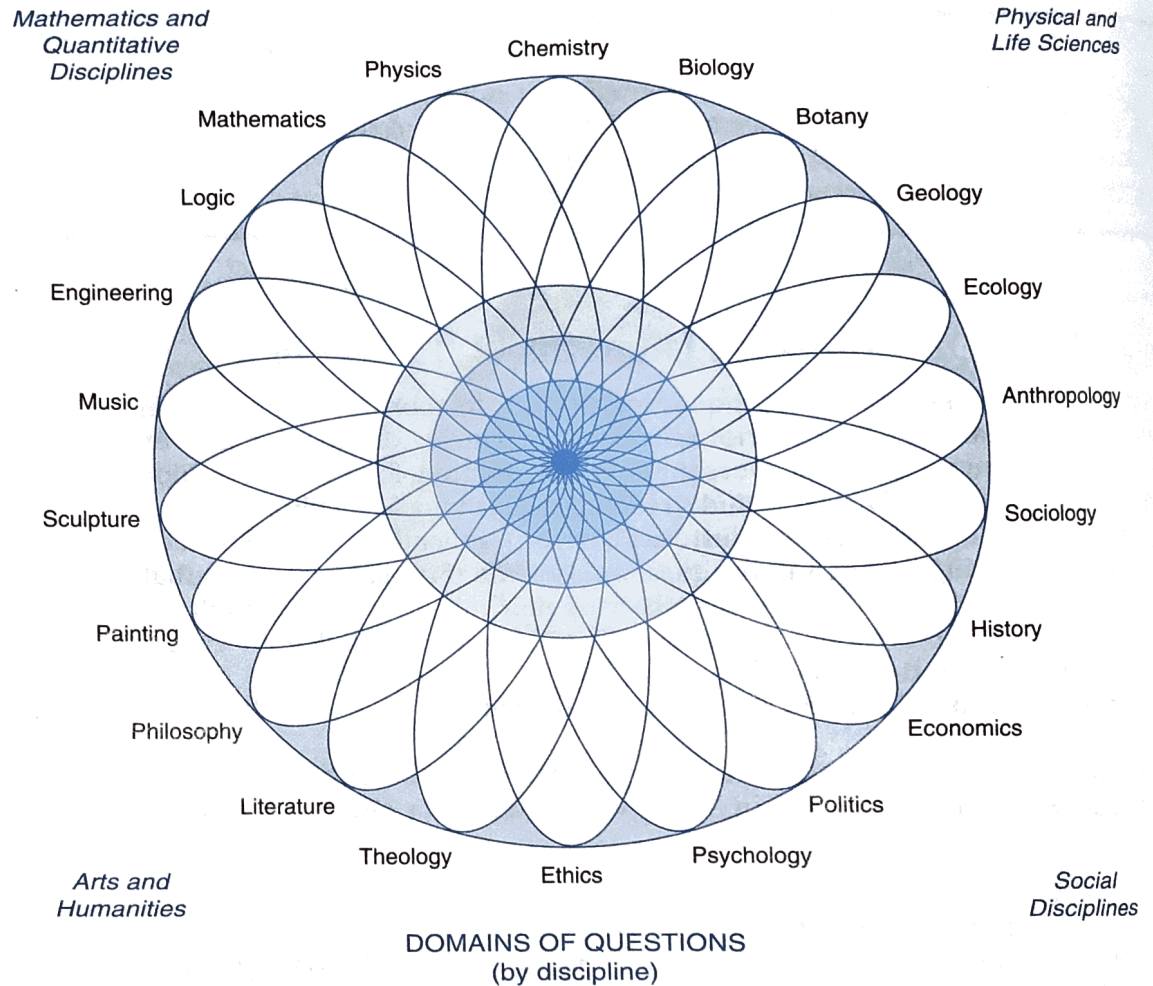 Mathematics and
Quantitative
Disciplines
Physical and
Life Sciences
Chemistry
Physics
Biology
Mathematics
Botany
Logic
Geology
Engineering
Ecology
Music
Anthropology
Sculpture
Sociology
Painting
History
Philosophy
Economics
Literature
Politics
Theology
Psychology
Ethics
Arts and
Humanities
Social
Disciplines
DOMAINS OF QUESTIONS
(by discipline)